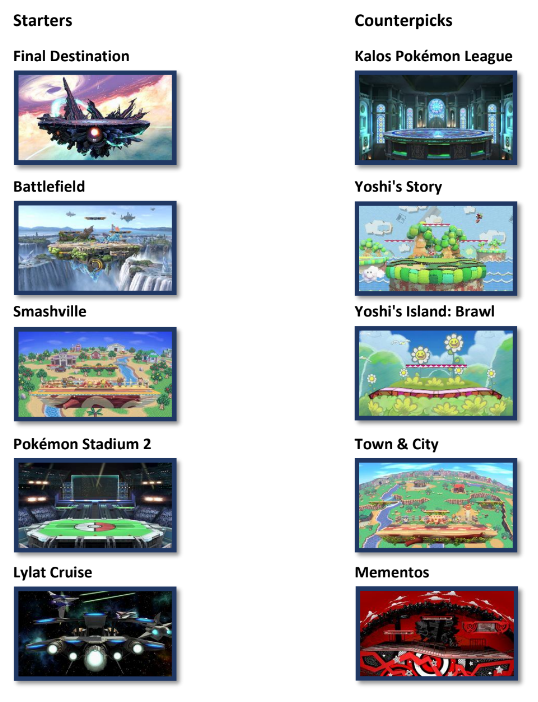 Starters
Final Destination
Battlefield
Smashville
Pokémon Stadium 2
Lylat Cruise
Counterpicks
Kalos Pokémon League
Yoshi's Story
Yoshi's Island: Brawl
Town & City
Mementos